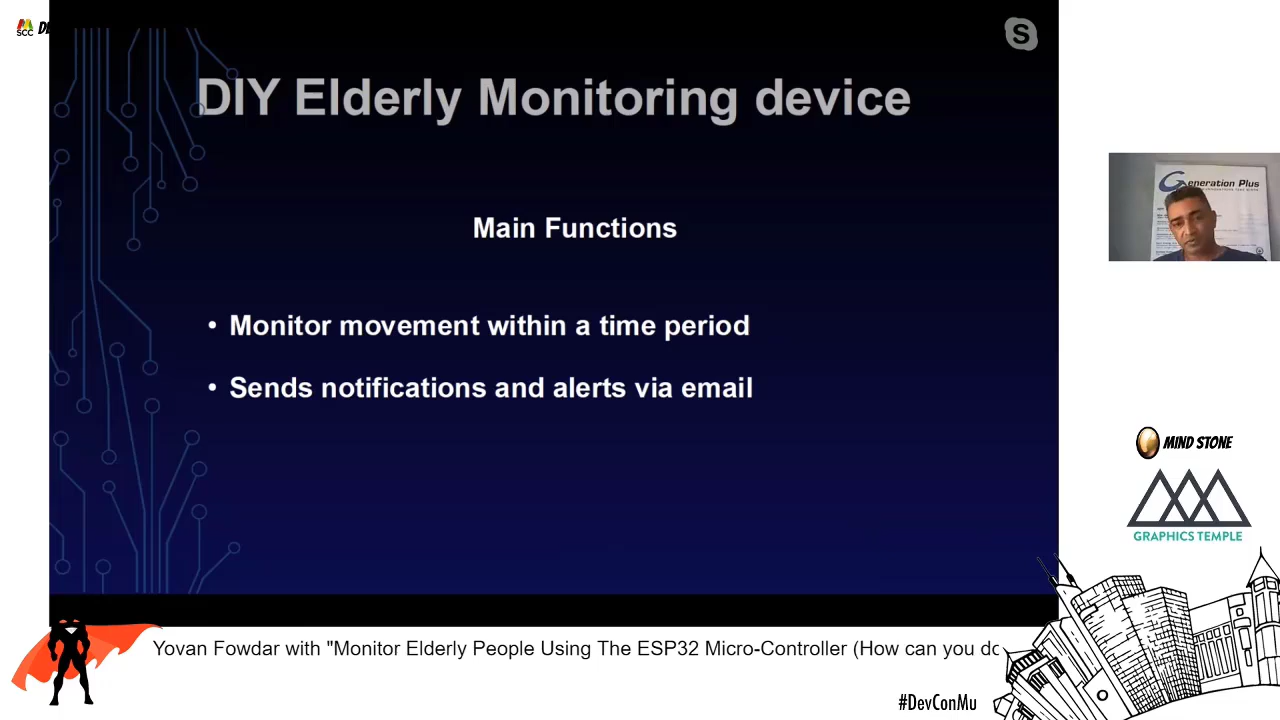 SCC
DIY Elderly Monitoring device
S
Generation Plus
Main Functions
• Monitor movement within a time period
• Sends notifications and alerts via email
MIND STONE
GRAPHICS TEMPLE
Yovan Fowdar with "Monitor Elderly People Using The ESP32 Micro-Controller (How can you do
#DevConMu